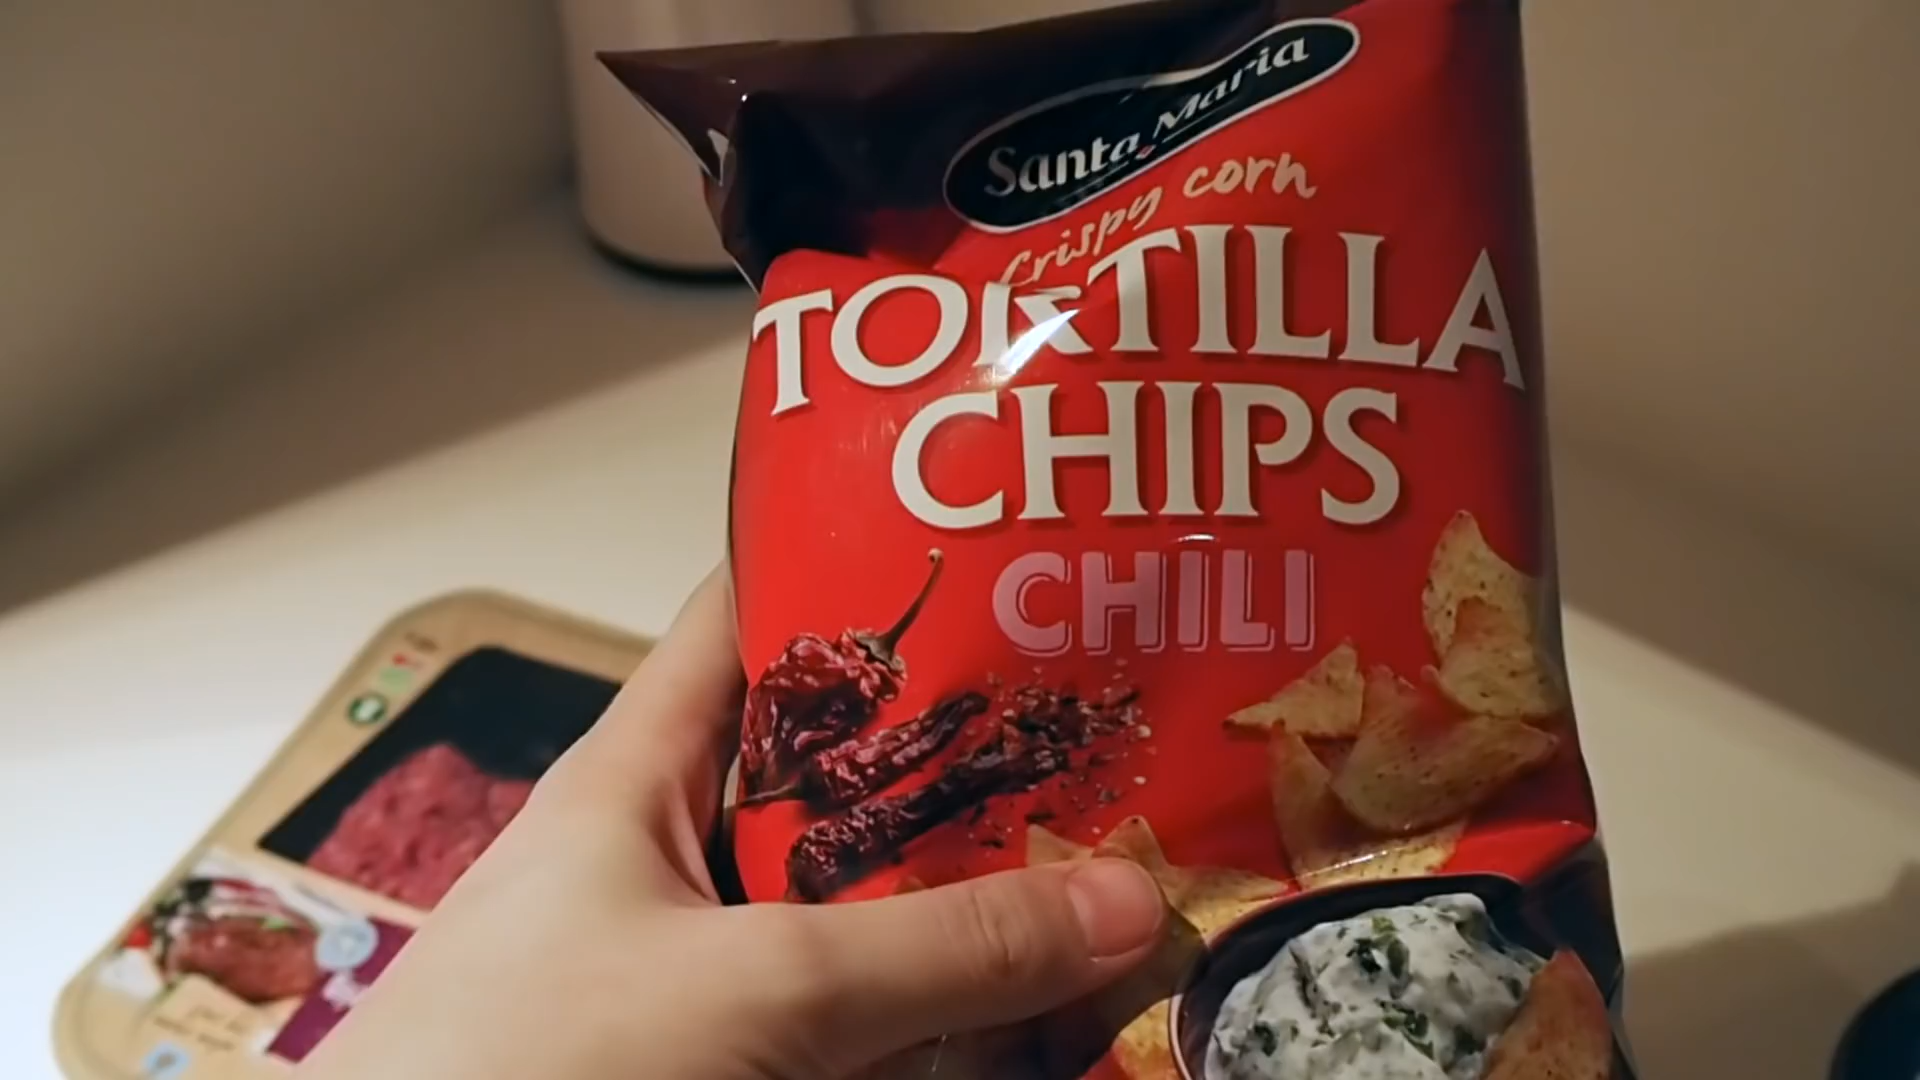 Santa Maria
Crispy corn
TORTILLA
CHIPS
CHILI